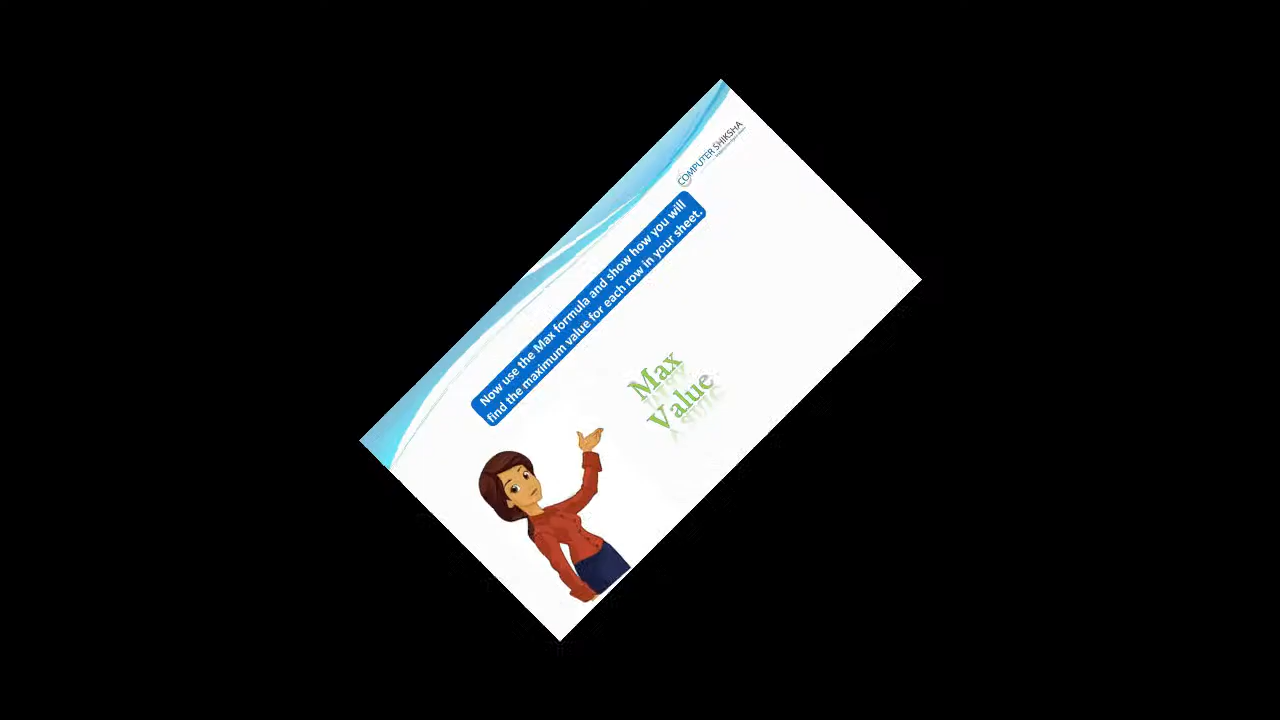 COMPUTER SHIKSHA
Now use the Max formula and show how you will
find the maximum value for each row in your sheet.
Max
Value